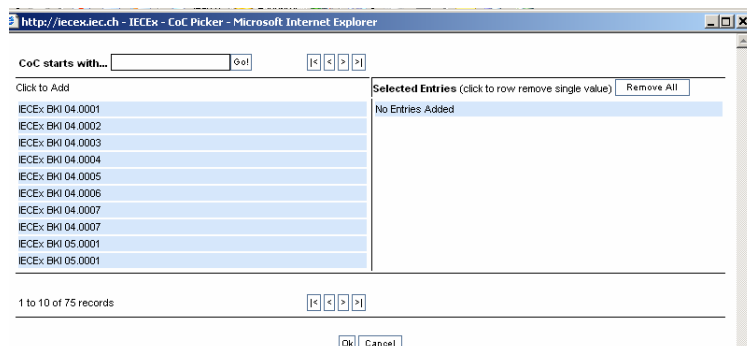 http://iecex.iec.ch - IECEx - CoC Picker - Microsoft Internet Explorer
CoC starts with... Go! |< < > >|
Click to Add
Selected Entries (click to row remove single value) Remove All
IECEx BKI 04.0001
No Entries Added
IECEx BKI 04.0002
IECEx BKI 04.0003
IECEx BKI 04.0004
IECEx BKI 04.0005
IECEx BKI 04.0006
IECEx BKI 04.0007
IECEx BKI 04.0007
IECEx BKI 05.0001
IECEx BKI 05.0001
1 to 10 of 75 records |< < > >|
Ok Cancel